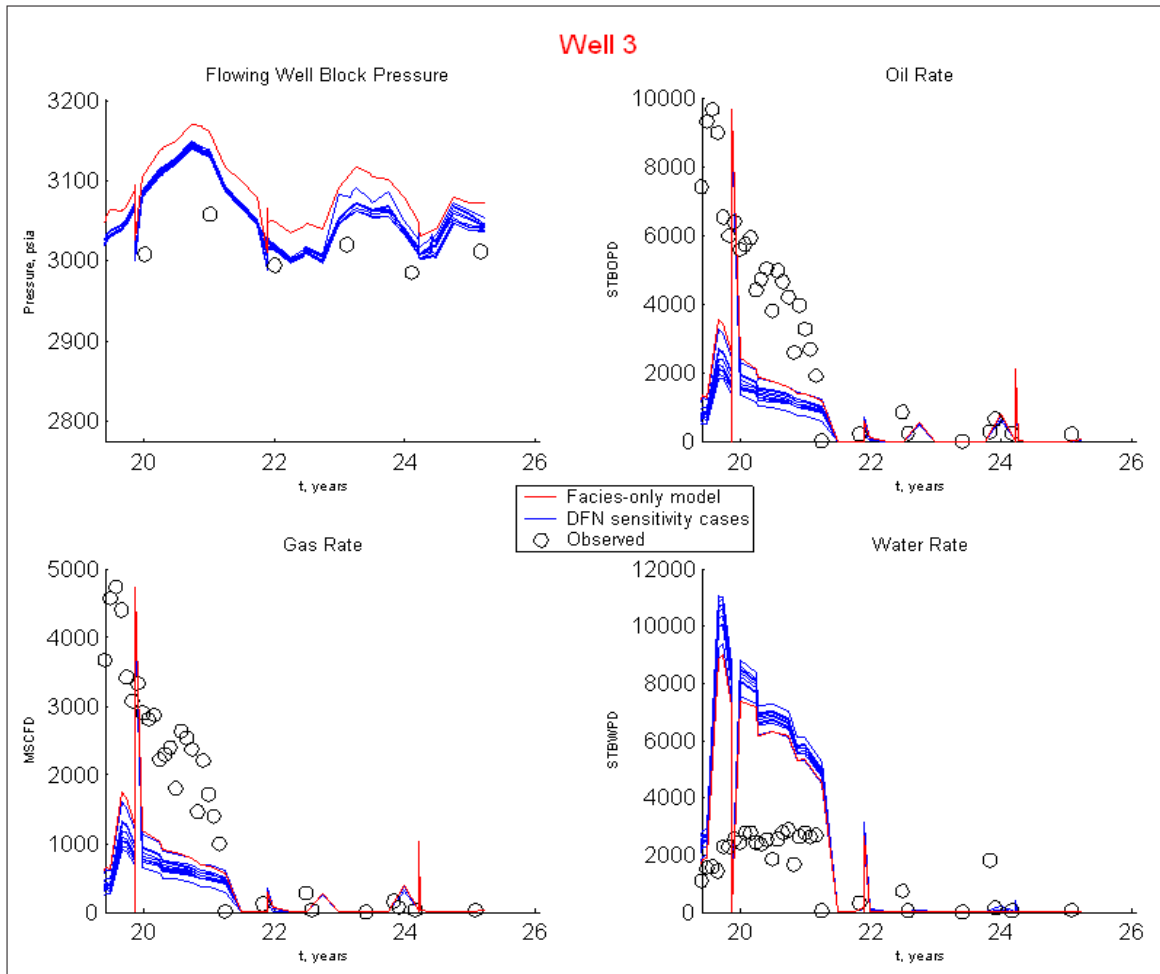 Well 3
Flowing Well Block Pressure
3200
3100
3000
2900
2800
Pressure, psia
20
22
24
26
t, years
Oil Rate
10000
8000
6000
4000
2000
0
STBOPD
20
22
24
26
t, years
Facies-only model
DFN sensitivity cases
Observed
Gas Rate
5000
4000
3000
2000
1000
0
MSCFD
20
22
24
26
t, years
Water Rate
12000
10000
8000
6000
4000
2000
0
STBWPD
20
22
24
26
t, years